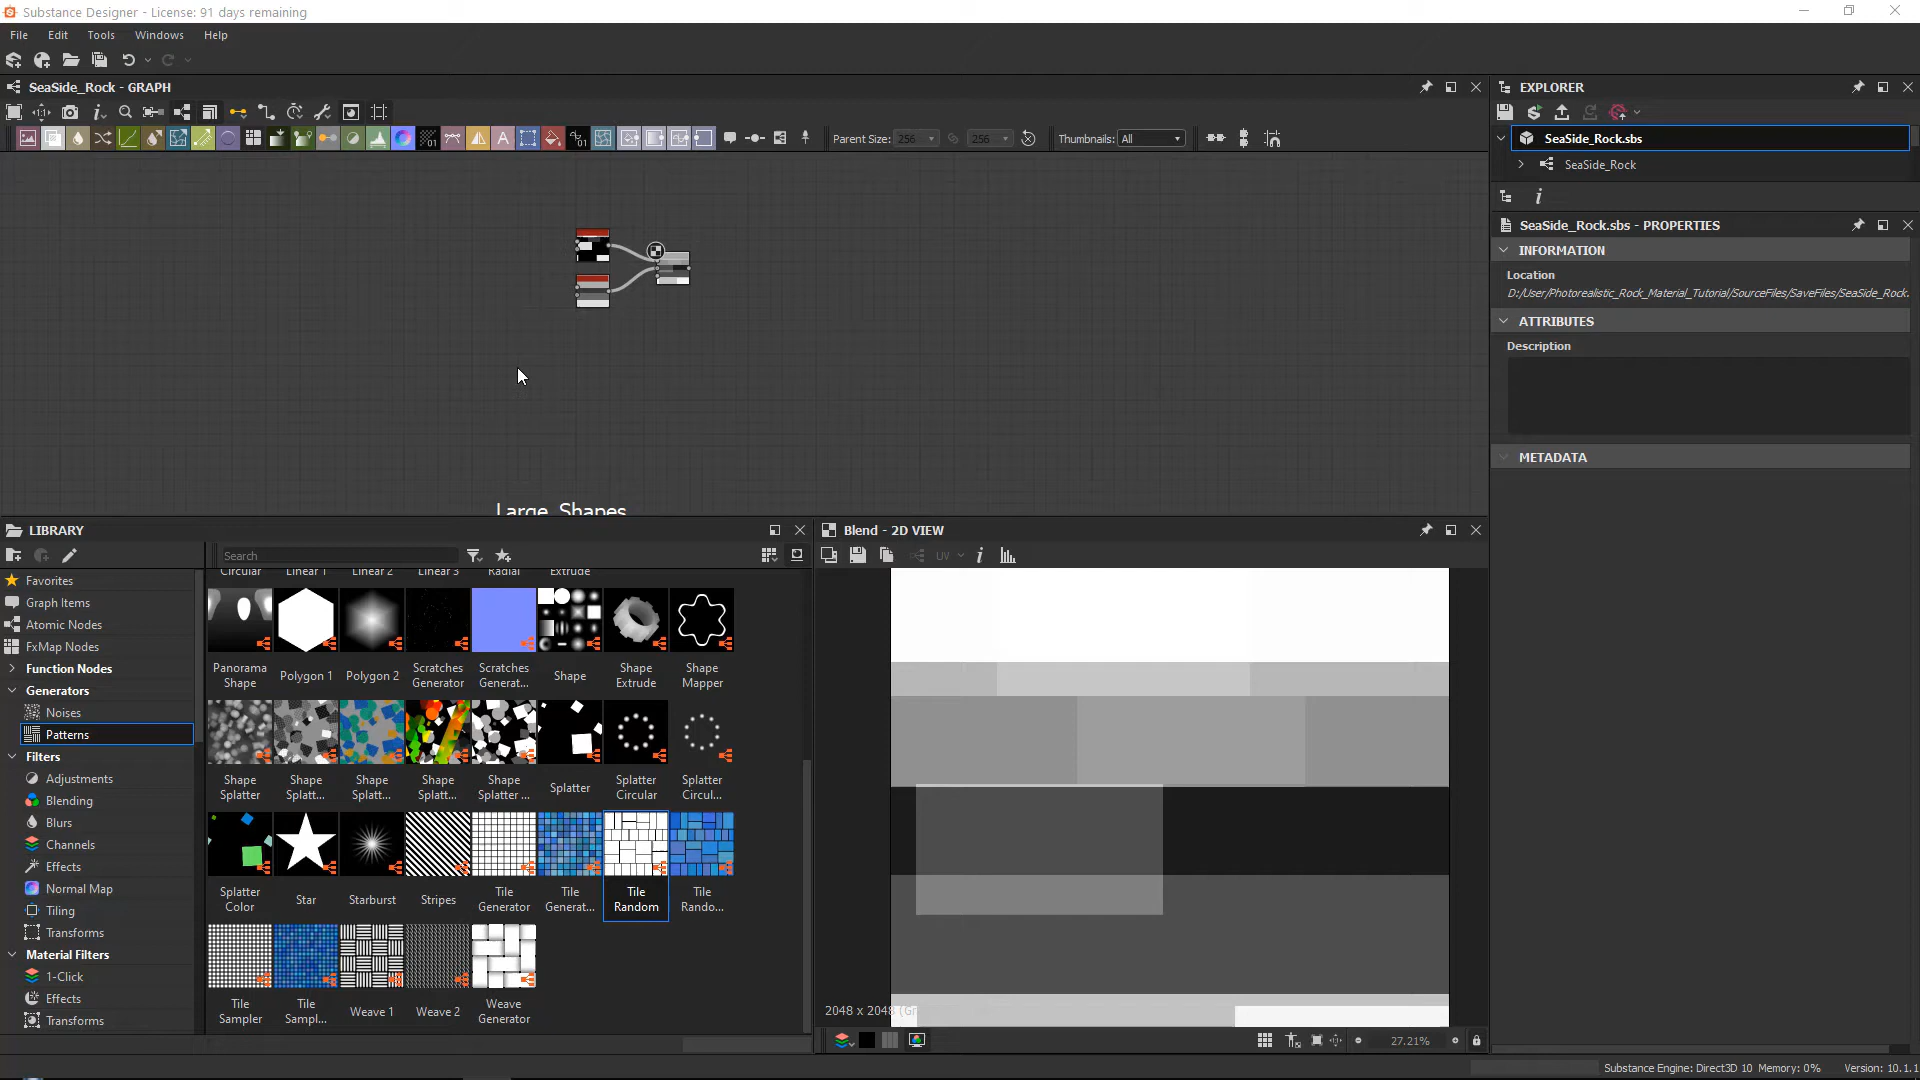 Substance Designer - License: 91 days remaining
File Edit Tools Windows Help
SeaSide_Rock - GRAPH
Parent Size: 256 256 Thumbnails: All
Large_Shapes
EXPLORER
SeaSide_Rock.sbs
SeaSide_Rock
SeaSide_Rock.sbs - PROPERTIES
INFORMATION
Location
D:/User/Photorealistic_Rock_Material_Tutorial/SourceFiles/SaveFiles/SeaSide_Rock.
ATTRIBUTES
Description
METADATA
LIBRARY
Search
Favorites
Graph Items
Atomic Nodes
FxMap Nodes
Function Nodes
Generators
Noises
Patterns
Filters
Adjustments
Blending
Blurs
Channels
Effects
Normal Map
Tiling
Transforms
Material Filters
1-Click
Effects
Transforms
Circular Linear 1 Linear 2 Linear 3 Radial Extrude
Panorama Shape
Polygon 1
Polygon 2
Scratches Generator
Scratches Generat...
Shape
Shape Extrude
Shape Mapper
Shape Splatter
Shape Splatt...
Shape Splatt...
Shape Splatt...
Shape Splatter ...
Splatter
Splatter Circular
Splatter Circul...
Splatter Color
Star
Starburst
Stripes
Tile Generator
Tile Generat...
Tile Random
Tile Rando...
Tile Sampler
Tile Sampl...
Weave 1
Weave 2
Weave Generator
Blend - 2D VIEW
UV
2048 x 2048 (Gr
27.21%
Substance Engine: Direct3D 10 Memory: 0% Version: 10.1.1